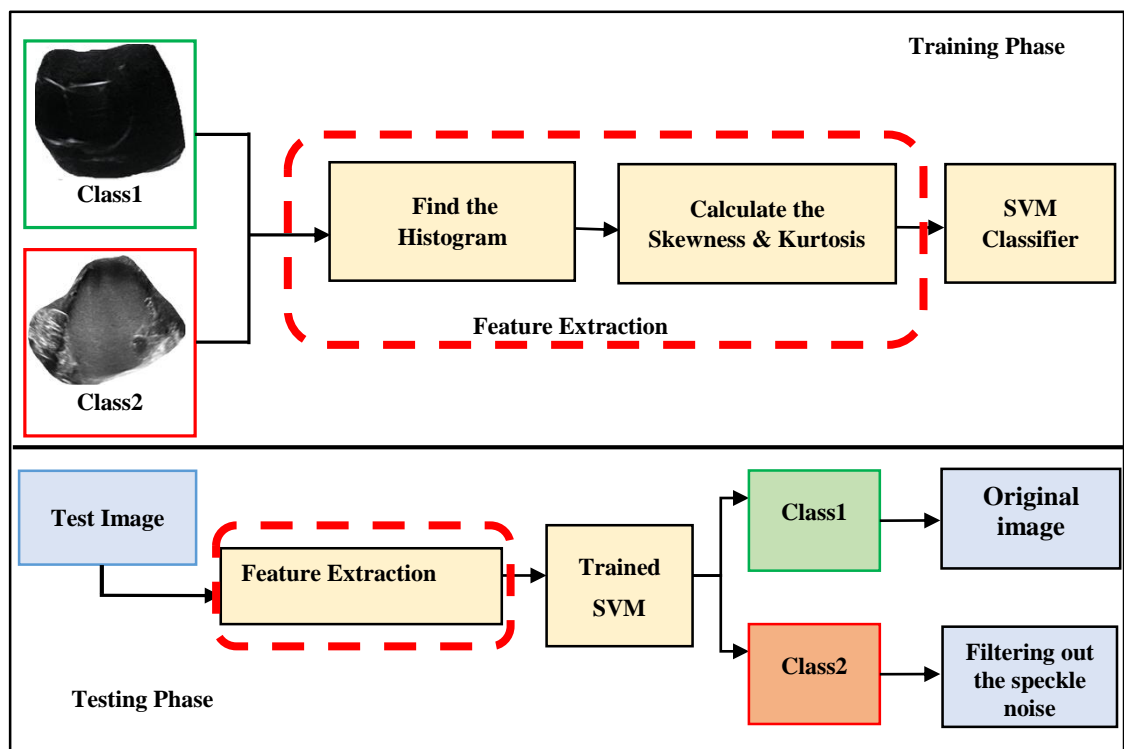 Training Phase
Class1
Find the
Histogram
Calculate the
Skewness & Kurtosis
SVM
Classifier
Feature Extraction
Class2
Test Image
Feature Extraction
Trained
SVM
Class1
Original
image
Class2
Filtering out
the speckle
noise
Testing Phase